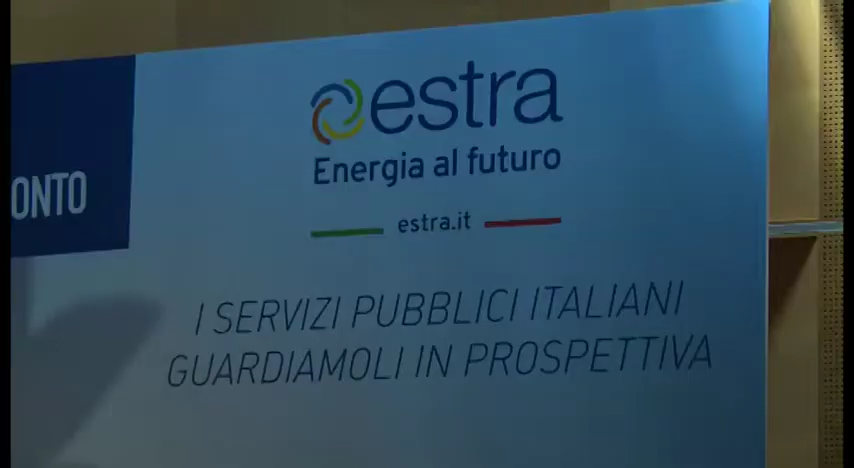 estra
Energia al futuro
ONTO
estra.it
I SERVIZI PUBBLICI ITALIANI
GUARDIAMOLI IN PROSPETTIVA